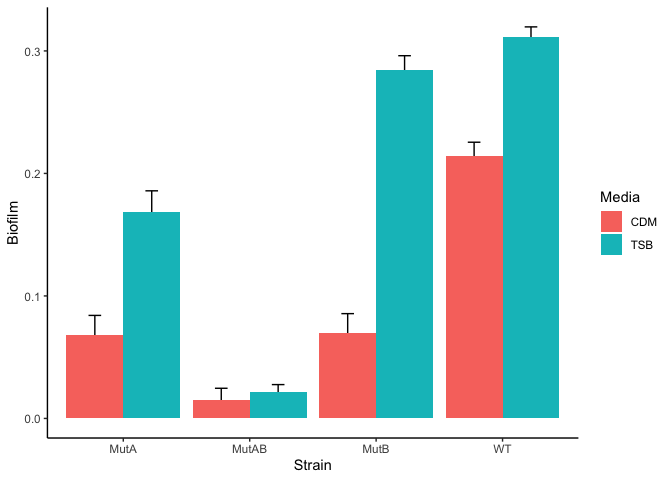 0.3
0.2
0.1
0.0
Biofilm
MutA MutAB MutB WT
Strain
Media
CDM
TSB